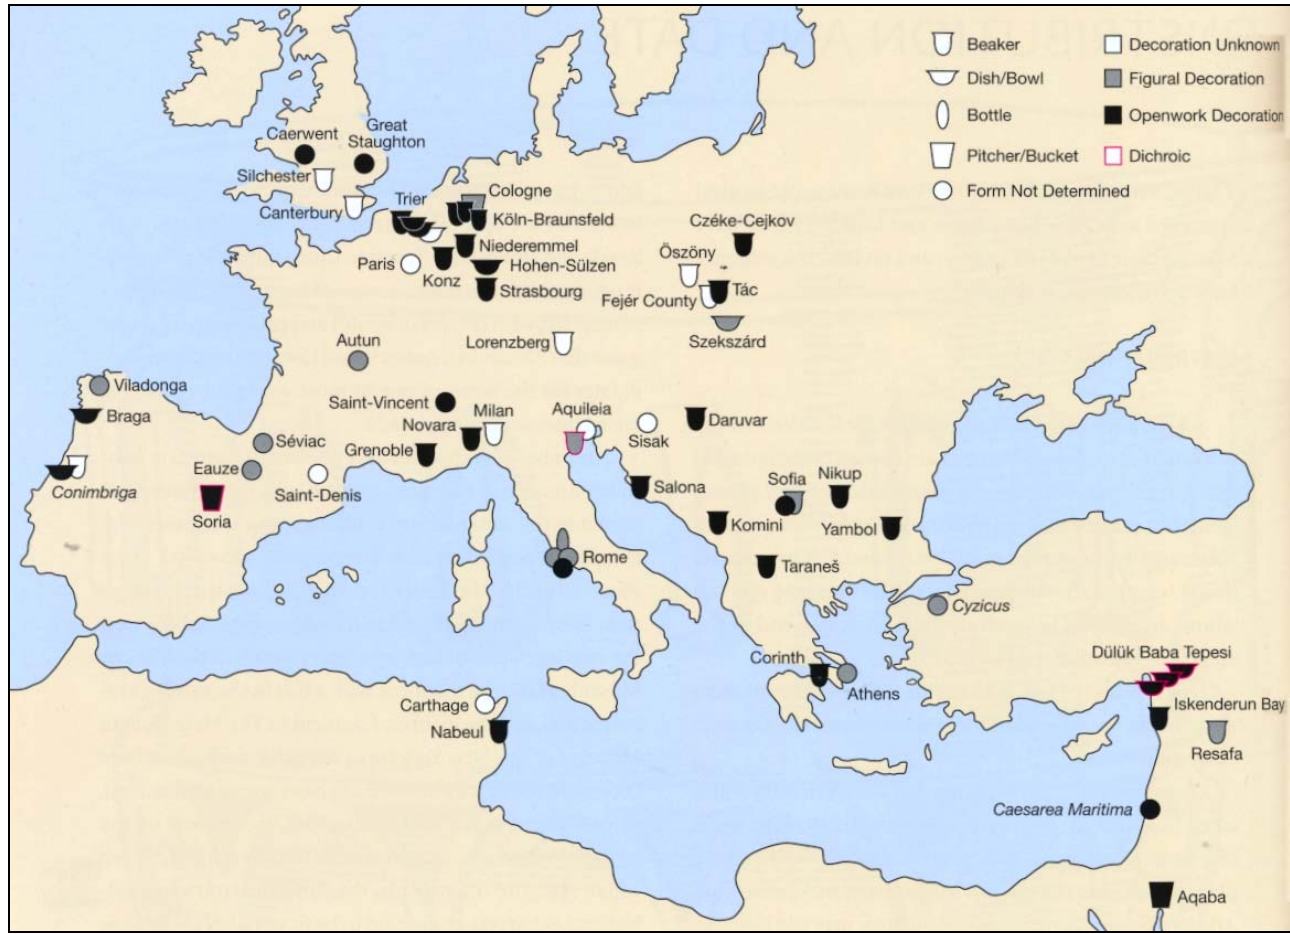 Beaker
Dish/Bowl
Bottle
Pitcher/Bucket
Form Not Determined
Decoration Unknown
Figural Decoration
Openwork Decoration
Dichroic
Caerwent
Great
Staughton
Silchester
Canterbury
Trier
Cologne
Köln-Braunsfeld
Niederemmel
Paris
Konz
Hohen-Sülzen
Strasbourg
Czéke-Cejkov
Öszöny
Fejér County
Tác
Szekszárd
Lorenzberg
Autun
Viladonga
Braga
Saint-Vincent
Novara
Milan
Aquileia
Sisak
Daruvar
Séviac
Grenoble
Eauze
Saint-Denis
Conimbriga
Soria
Salona
Sofia
Nikup
Komini
Yambol
Rome
Taraneš
Cyzicus
Corinth
Athens
Dülük Baba Tepesi
Carthage
Nabeul
Iskenderun Bay
Resafa
Caesarea Maritima
Aqaba